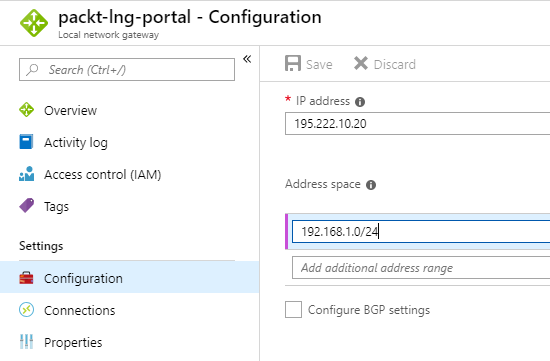 packt-lng-portal - Configuration
Local network gateway
Search (Ctrl+/)
«
Overview
Activity log
Access control (IAM)
Tags
Settings
Configuration
Connections
Properties
Save Discard
* IP address
195.222.10.20
Address space
192.168.1.0/24
Add additional address range
Configure BGP settings